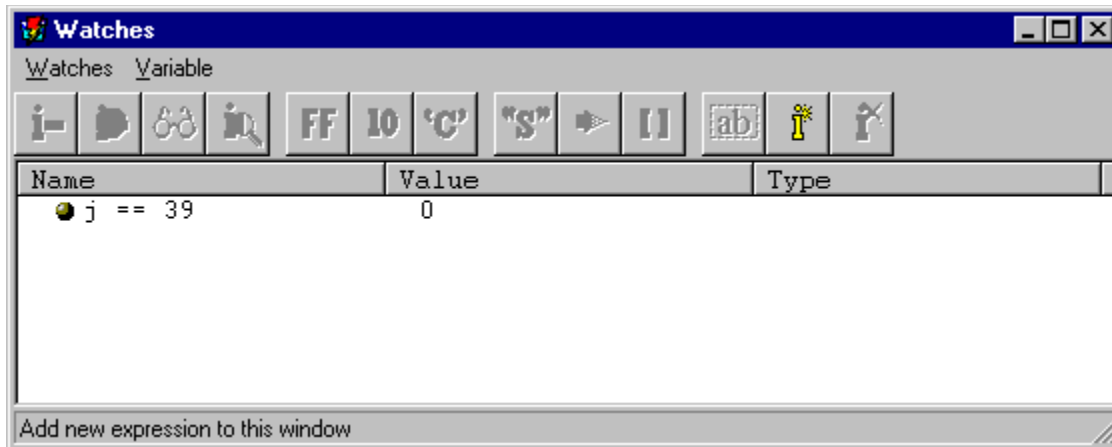 Watches
Watches Variable
i FF 10 'C' "S" [ ] ab i i
Name Value Type
j == 39 0
Add new expression to this window